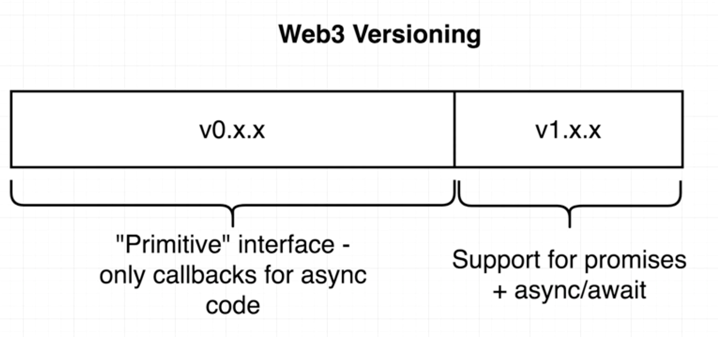 Web3 Versioning
v0.x.x
v1.x.x
"Primitive" interface -
only callbacks for async
code
Support for promises
+ async/await